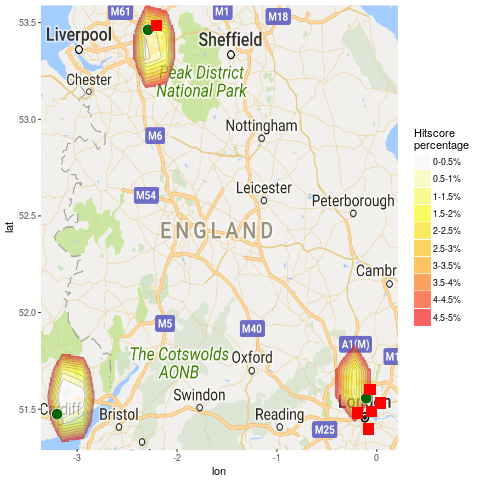 53.5
53.0
52.5
52.0
51.5
lat
-3
-2
-1
0
lon
M61
M1
M18
Liverpool
Sheffield
Chester
Peak District
National Park
Nottingham
M6
Leicester
M54
Peterborough
ENGLAND
Cambr
M5
M40
A1(M)
The Cotswolds
AONB
Oxford
M1
Swindon
Cardiff
Bristol
Reading
M25
London
Hitscore
percentage
0-0.5%
0.5-1%
1-1.5%
1.5-2%
2-2.5%
2.5-3%
3-3.5%
3.5-4%
4-4.5%
4.5-5%